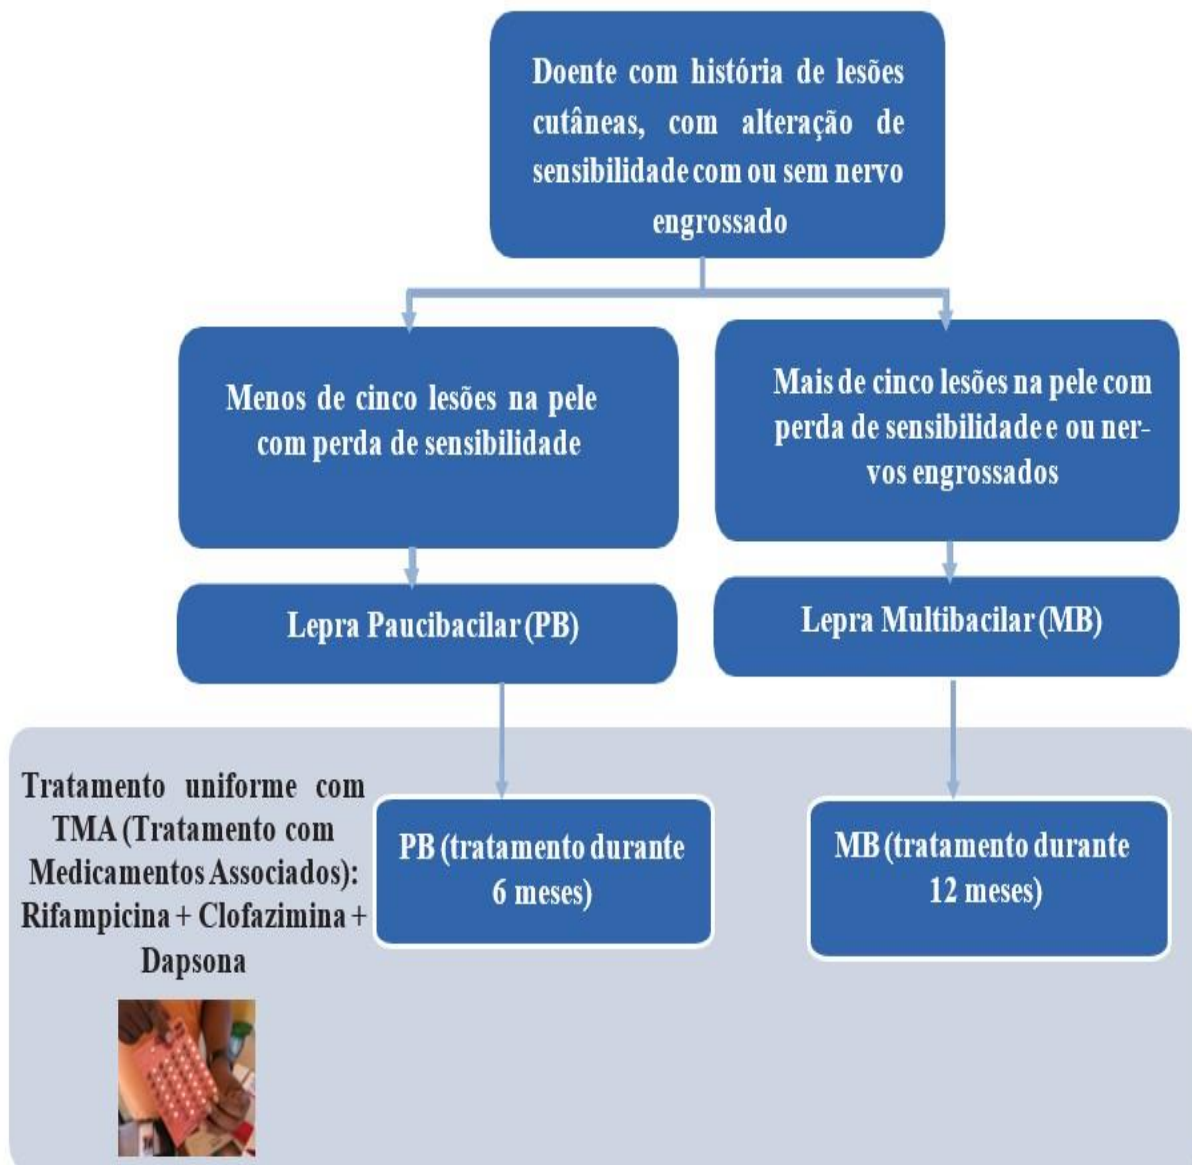 Doente com história de lesões
cutâneas, com alteração de
sensibilidade com ou sem nervo
engrossado
Menos de cinco lesões na pele
com perda de sensibilidade
Mais de cinco lesões na pele com
perda de sensibilidade e ou ner-
vos engrossados
Lepra Paucibacilar (PB)
Lepra Multibacilar (MB)
Tratamento uniforme com
TMA (Tratamento com
Medicamentos Associados):
Rifampicina + Clofazimina +
Dapsona
PB (tratamento durante
6 meses)
MB (tratamento durante
12 meses)